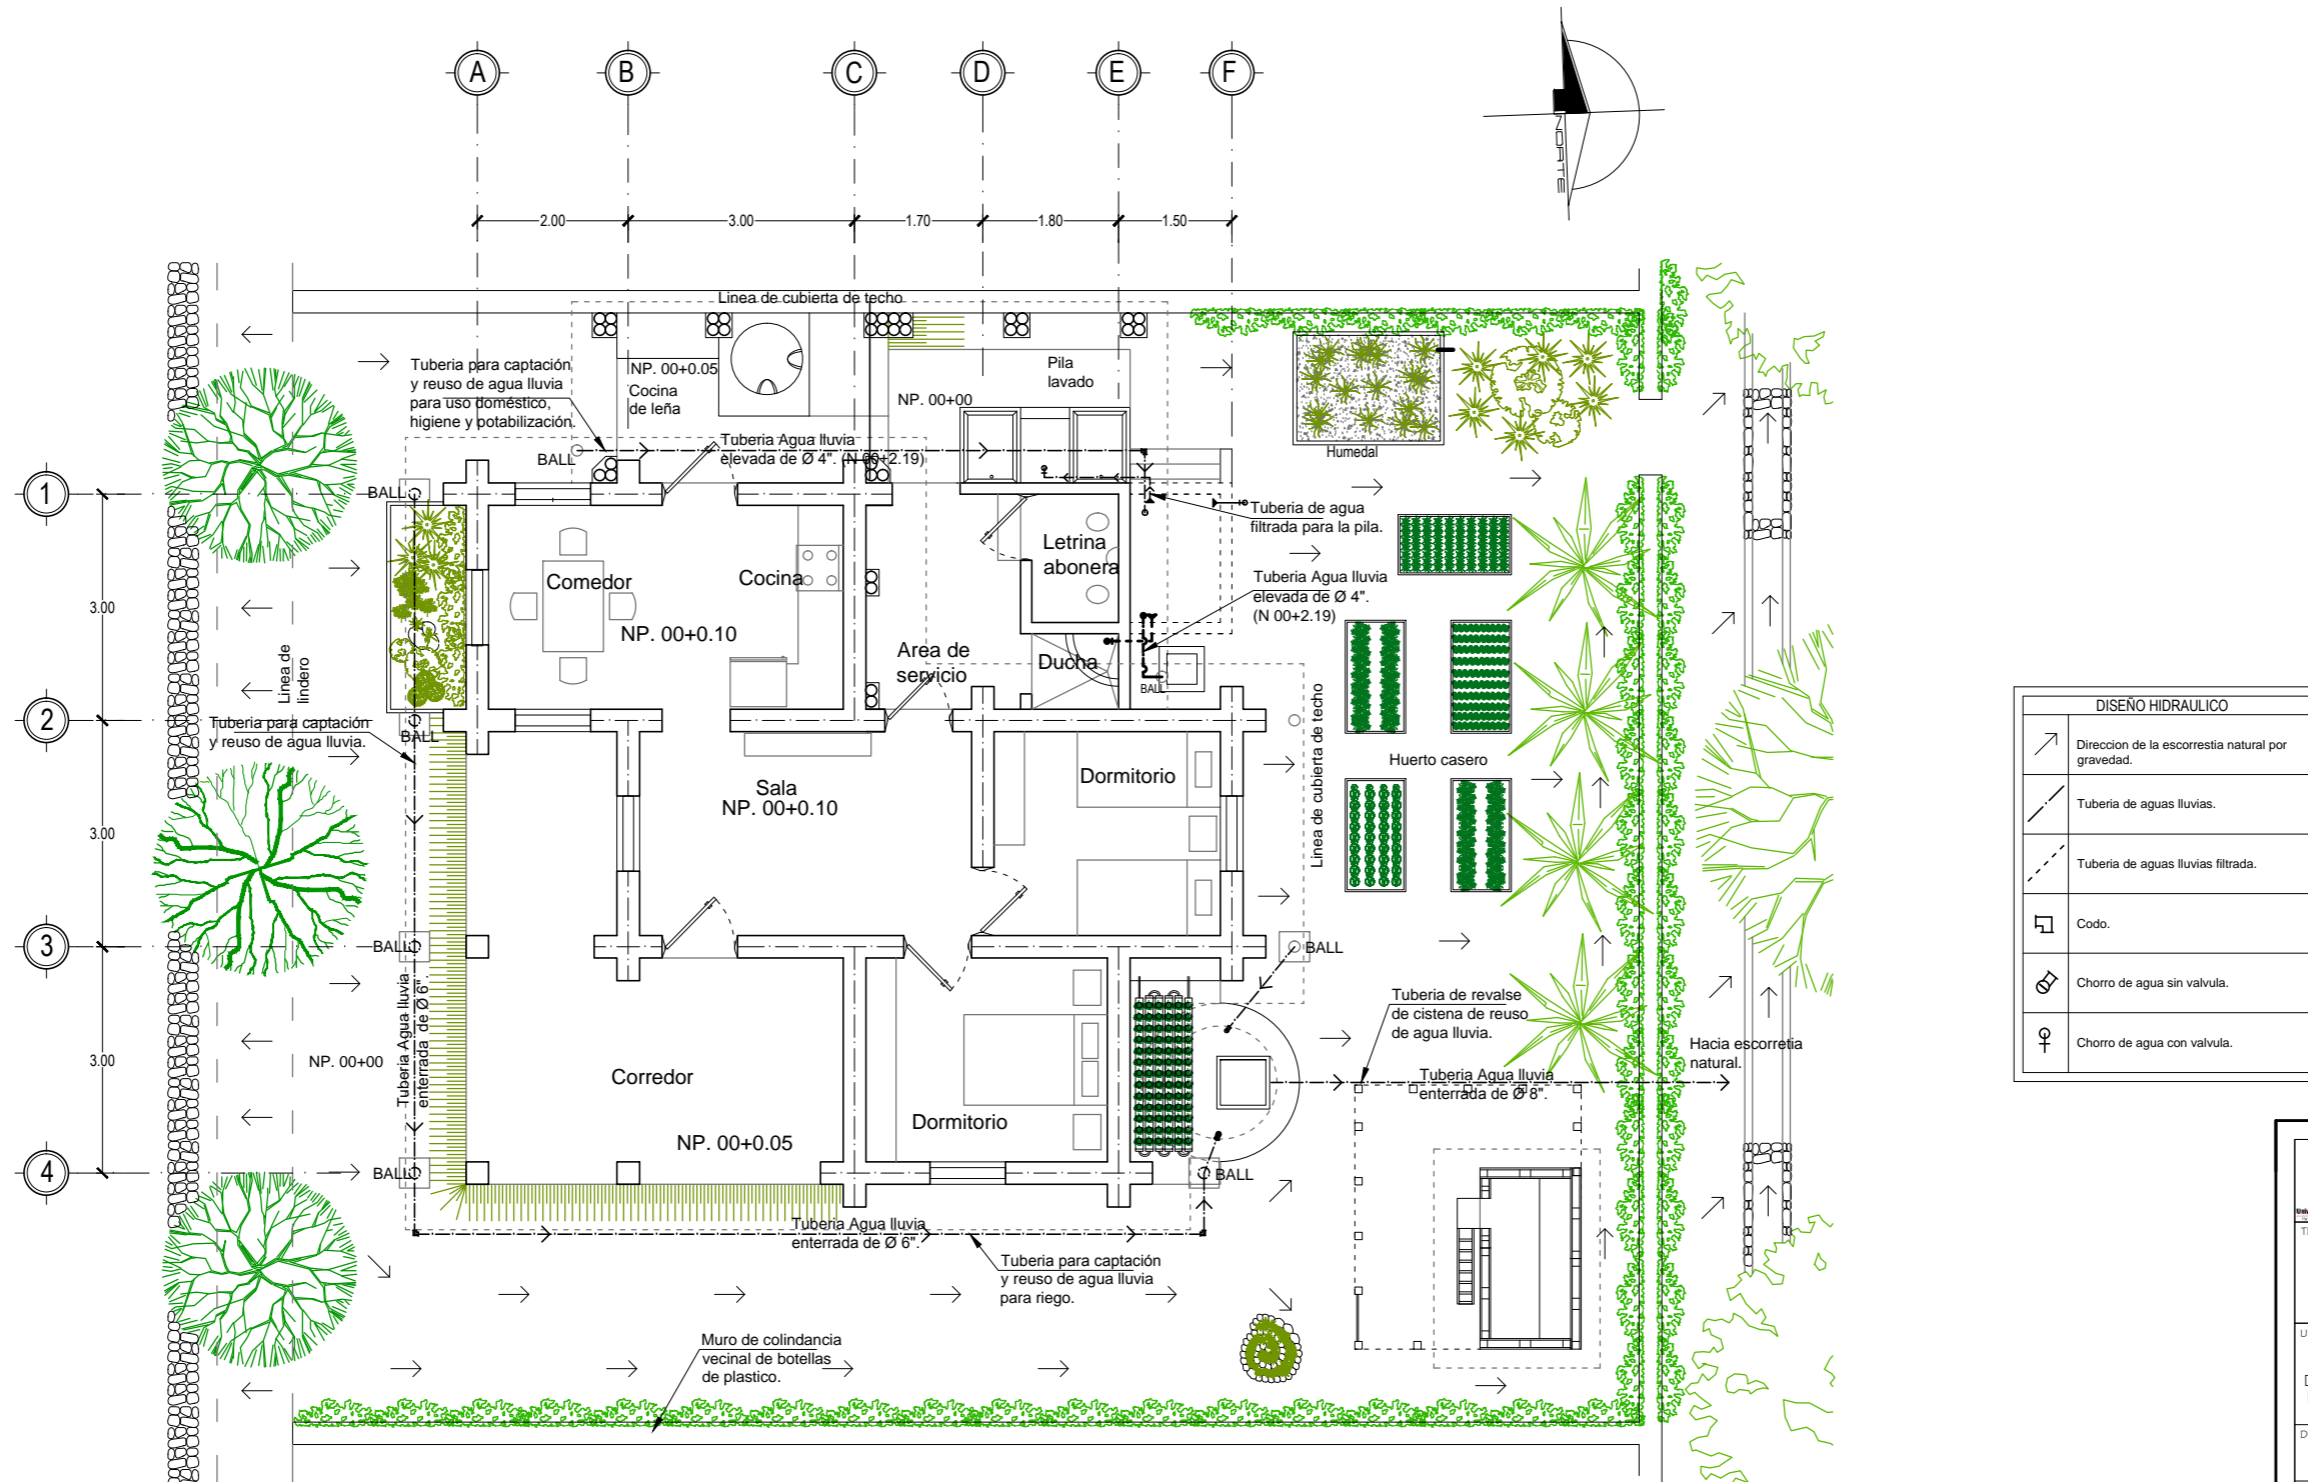 A
B
C
D
E
F
NORTE
2.00
3.00
1.70
1.80
1.50
Linea de cubierta de techo
Tuberia para captación
y reuso de agua lluvia
para uso doméstico,
higiene y potabilización.
NP. 00+0.05
Cocina
de leña
Pila
lavado
NP. 00+00
Tuberia Agua lluvia
elevada de Ø 4". (N 00+2.19)
BALL
Humedal
1
BALL
Tuberia de agua
filtrada para la pila.
Letrina
abonera
Comedor
Cocina
Tuberia Agua lluvia
elevada de Ø 4".
(N 00+2.19)
3.00
NP. 00+0.10
Linea de
lindero
Area de
servicio
Ducha
BALL
2
Tuberia para captación
y reuso de agua lluvia.
BALL
Linea de cubierta de techo
Huerto casero
Sala
NP. 00+0.10
Dormitorio
3.00
3
BALL
BALL
Tuberia Agua lluvia
enterrada de Ø 6".
Tuberia de revalse
de cistena de reuso
de agua lluvia.
Hacia escorretia
natural.
3.00
NP. 00+00
Corredor
Tuberia Agua lluvia
enterrada de Ø 8".
Dormitorio
NP. 00+0.05
4
BALL
BALL
Tuberia Agua lluvia
enterrada de Ø 6".
Tuberia para captación
y reuso de agua lluvia
para riego.
Muro de colindancia
vecinal de botellas
de plastico.
DISEÑO HIDRAULICO
Direccion de la escorrestia natural por
gravedad.
Tuberia de aguas lluvias.
Tuberia de aguas lluvias filtrada.
Codo.
Chorro de agua sin valvula.
Chorro de agua con valvula.